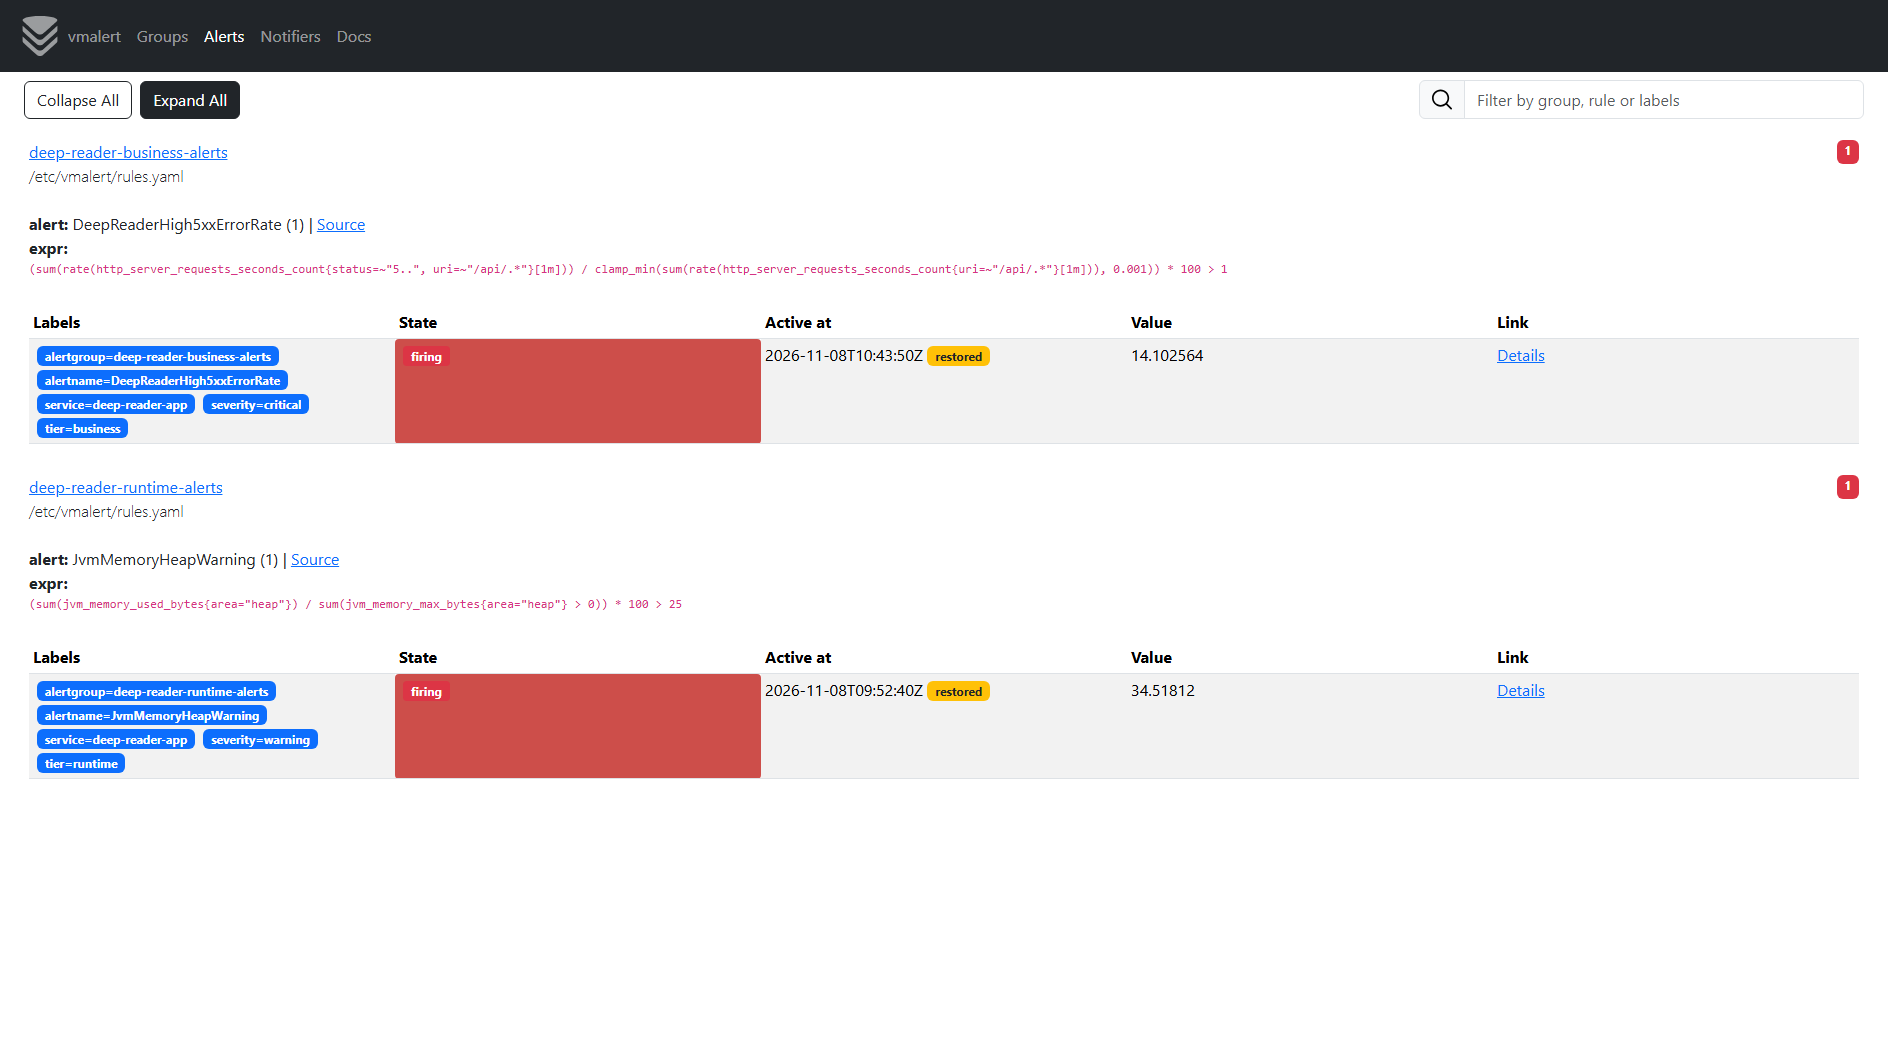 vmalert Groups Alerts Notifiers Docs
Collapse All Expand All Filter by group, rule or labels
deep-reader-business-alerts 1
/etc/vmalert/rules.yaml
alert: DeepReaderHigh5xxErrorRate (1) | Source
expr:
(sum(rate(http_server_requests_seconds_count{status=~"5..", uri=~"/api/.*"}[1m])) / clamp_min(sum(rate(http_server_requests_seconds_count{uri=~"/api/.*"}[1m])), 0.001)) * 100 > 1
Labels State Active at Value Link
alertgroup=deep-reader-business-alerts firing 2026-11-08T10:43:50Z restored 14.102564 Details
alertname=DeepReaderHigh5xxErrorRate
service=deep-reader-app severity=critical
tier=business
deep-reader-runtime-alerts 1
/etc/vmalert/rules.yaml
alert: JvmMemoryHeapWarning (1) | Source
expr:
(sum(jvm_memory_used_bytes{area="heap"}) / sum(jvm_memory_max_bytes{area="heap"} > 0)) * 100 > 25
Labels State Active at Value Link
alertgroup=deep-reader-runtime-alerts firing 2026-11-08T09:52:40Z restored 34.51812 Details
alertname=JvmMemoryHeapWarning
service=deep-reader-app severity=warning
tier=runtime